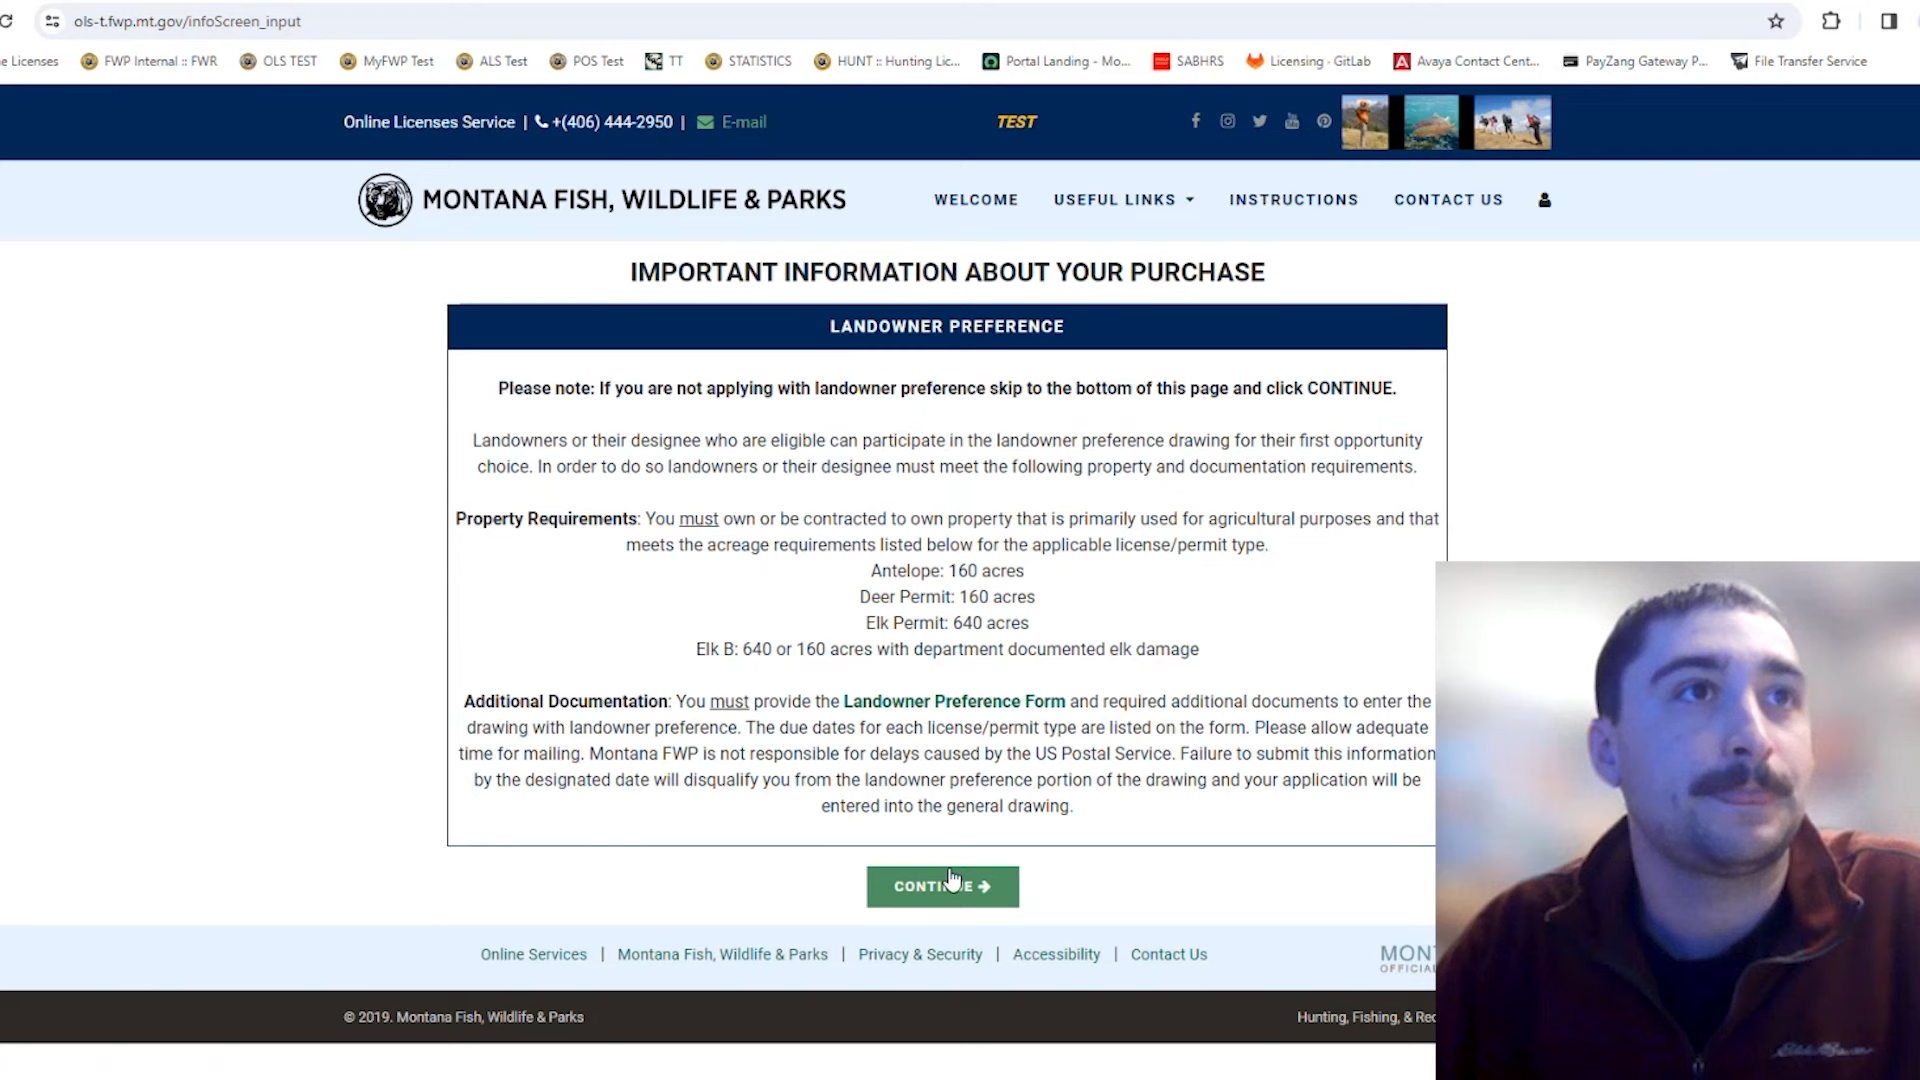 ols-t.fwp.mt.gov/infoScreen_input
e Licenses FWP Internal :: FWR OLS TEST MyFWP Test ALS Test POS Test TT STATISTICS HUNT :: Hunting Lic... Portal Landing - Mo... SABHRS Licensing · GitLab Avaya Contact Cent... PayZang Gateway P... File Transfer Service
Online Licenses Service | +(406) 444-2950 | E-mail TEST
MONTANA FISH, WILDLIFE & PARKS WELCOME USEFUL LINKS INSTRUCTIONS CONTACT US
IMPORTANT INFORMATION ABOUT YOUR PURCHASE
LANDOWNER PREFERENCE
Please note: If you are not applying with landowner preference skip to the bottom of this page and click CONTINUE.
Landowners or their designee who are eligible can participate in the landowner preference drawing for their first opportunity
choice. In order to do so landowners or their designee must meet the following property and documentation requirements.
Property Requirements: You must own or be contracted to own property that is primarily used for agricultural purposes and that
meets the acreage requirements listed below for the applicable license/permit type.
Antelope: 160 acres
Deer Permit: 160 acres
Elk Permit: 640 acres
Elk B: 640 or 160 acres with department documented elk damage
Additional Documentation: You must provide the Landowner Preference Form and required additional documents to enter the
drawing with landowner preference. The due dates for each license/permit type are listed on the form. Please allow adequate
time for mailing. Montana FWP is not responsible for delays caused by the US Postal Service. Failure to submit this information
by the designated date will disqualify you from the landowner preference portion of the drawing and your application will be
entered into the general drawing.
CONTINUE
Online Services | Montana Fish, Wildlife & Parks | Privacy & Security | Accessibility | Contact Us MONT
OFFICIAL
© 2019. Montana Fish, Wildlife & Parks Hunting, Fishing, & Rec
Eddie Bauer